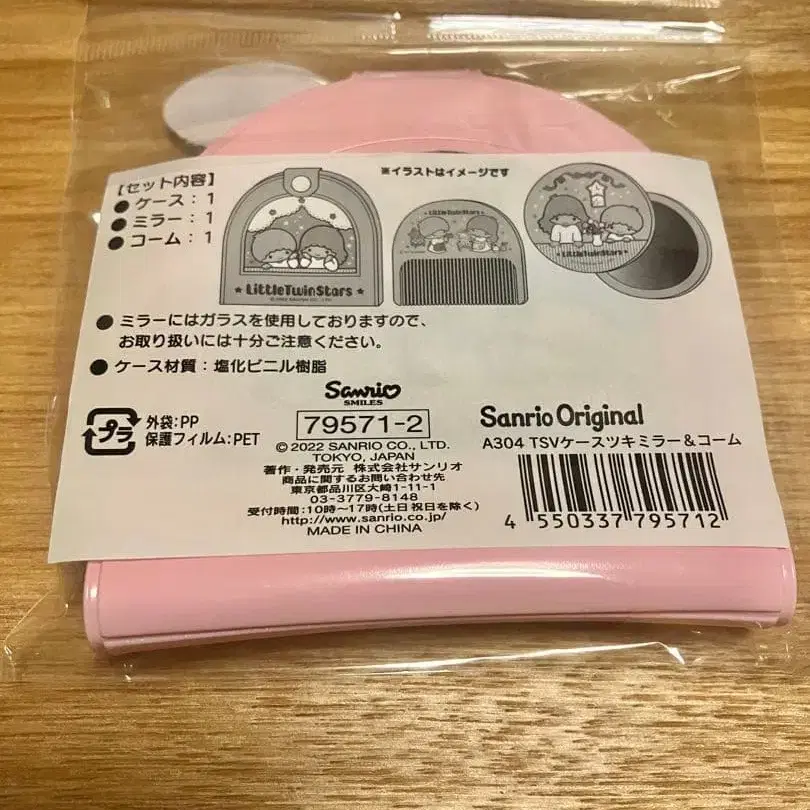 【セット内容】
●ケース：1
●ミラー：1
●コーム：1
※イラストはイメージです
LittleTwinStars
© 2022 SANRIO CO., LTD.
LittleTwinStars
LittleTwinStars
●ミラーにはガラスを使用しておりますので、
お取り扱いには十分ご注意ください。
●ケース材質：塩化ビニル樹脂
プラ
外袋：PP
保護フィルム：PET
Sanrio
SMILES
79571-2
© 2022 SANRIO CO., LTD.
TOKYO, JAPAN
著作・発売元 株式会社サンリオ
商品に関するお問い合わせ先
東京都品川区大崎1-11-1
03-3779-8148
受付時間：10時〜17時(土日祝日を除く)
http://www.sanrio.co.jp/
MADE IN CHINA
Sanrio Original
A304 TSVケースツキミラー＆コーム
4 550337 795712